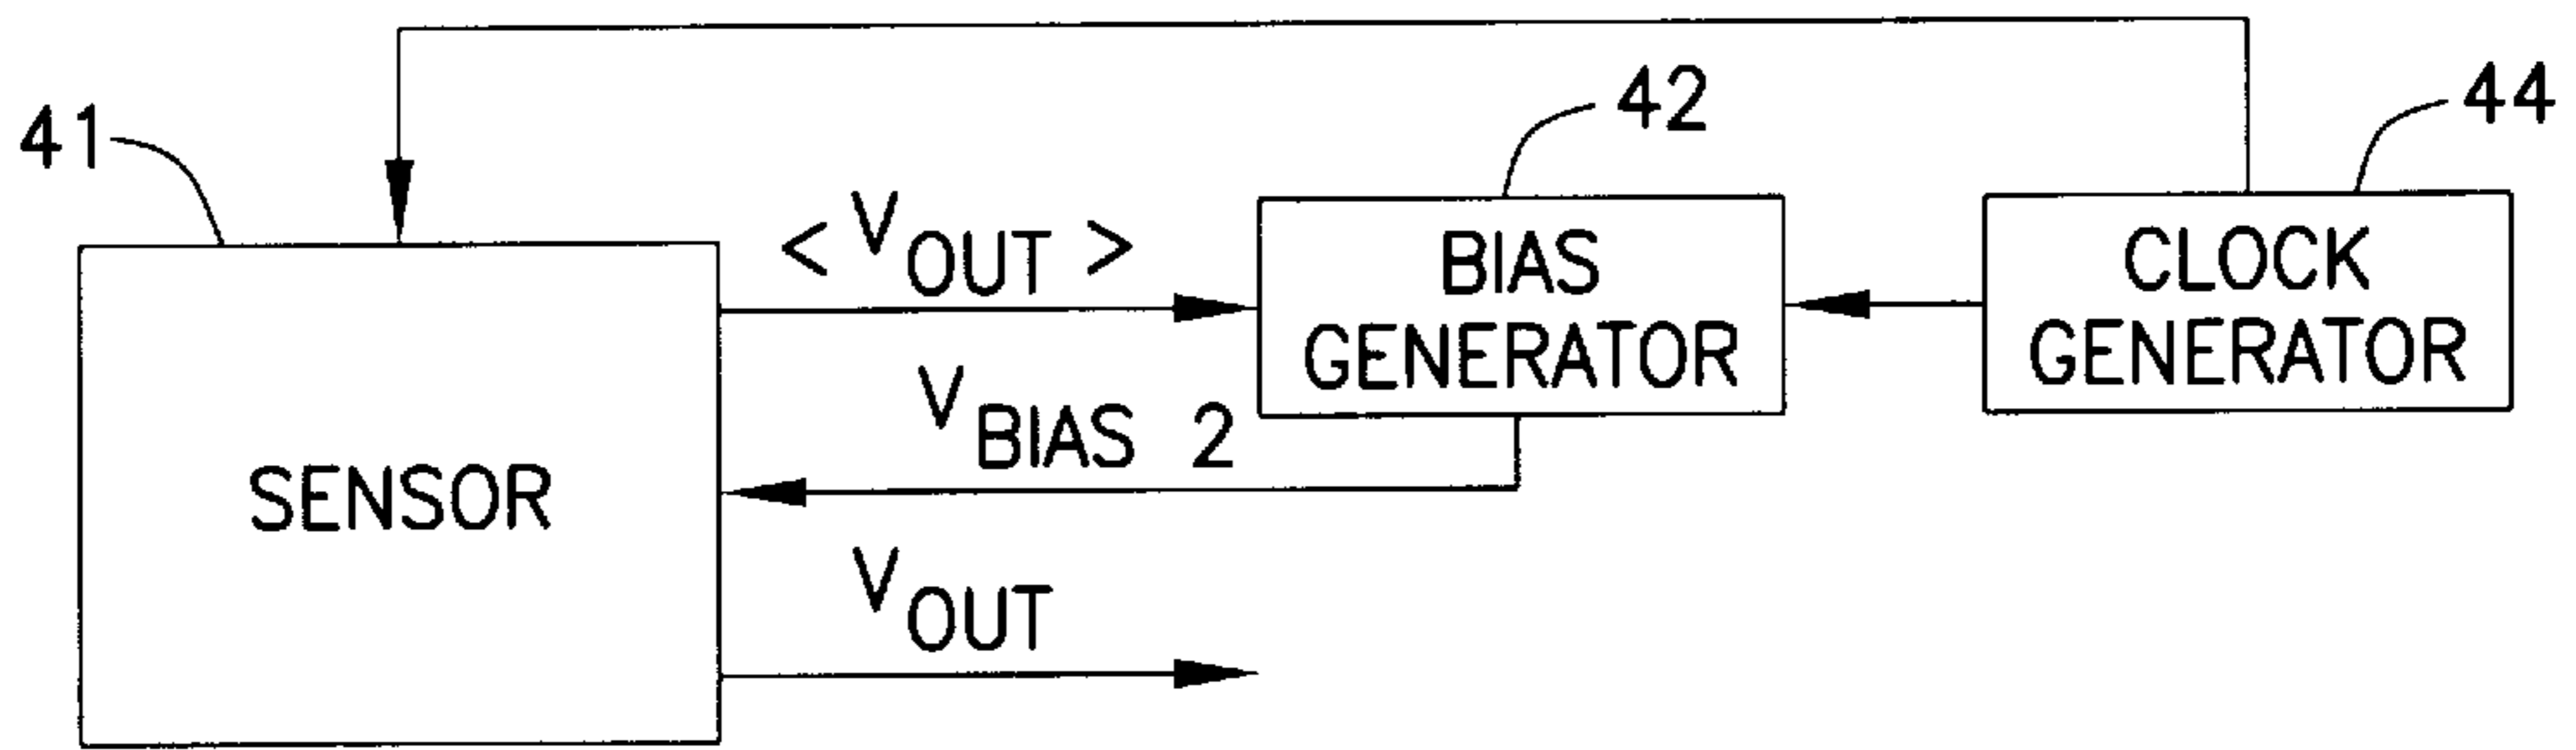 41
42
44
< VOUT >
BIAS
GENERATOR
CLOCK
GENERATOR
VBIAS 2
SENSOR
VOUT